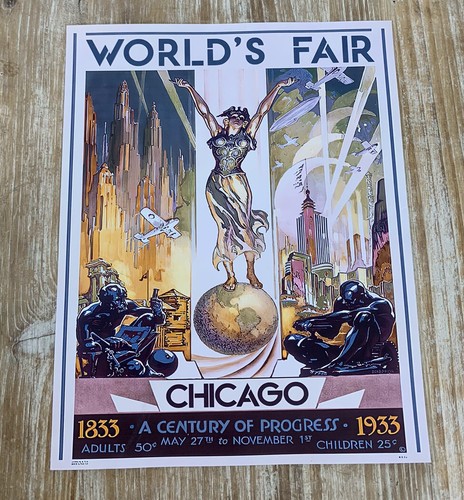 WORLD'S FAIR
CHICAGO
1833 · A CENTURY OF PROGRESS · 1933
ADULTS 50¢ MAY 27TH to NOVEMBER 1ST CHILDREN 25¢